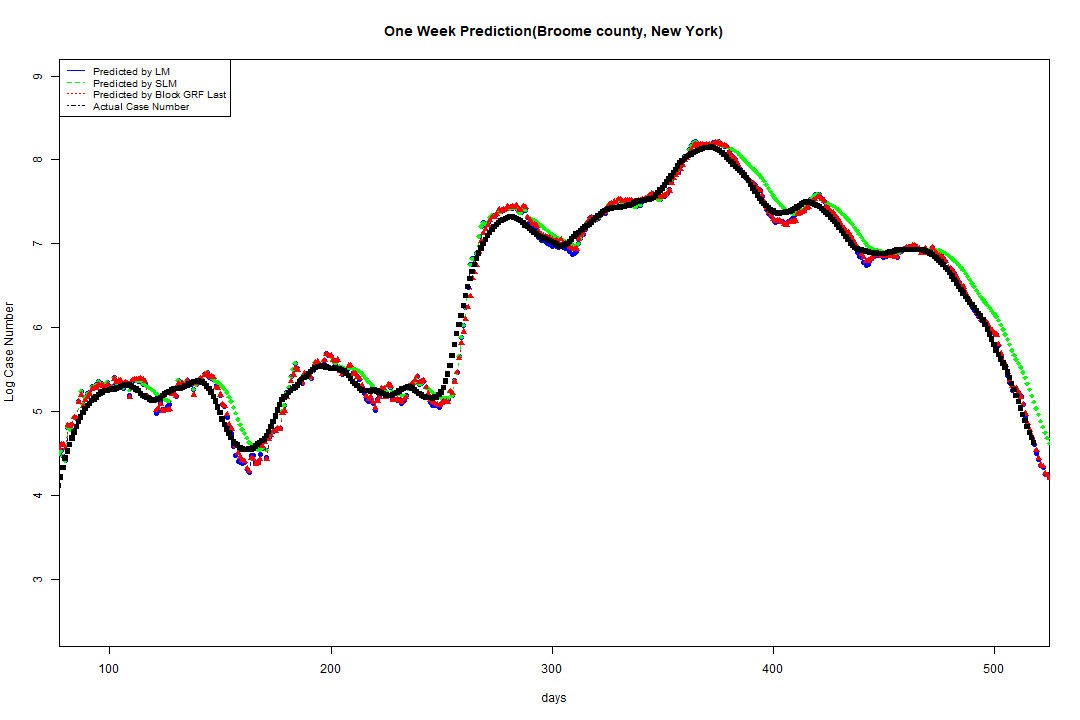 One Week Prediction(Broome county, New York)
Predicted by LM
Predicted by SLM
Predicted by Block GRF Last
Actual Case Number
9
8
7
6
5
4
3
Log Case Number
100 200 300 400 500
days